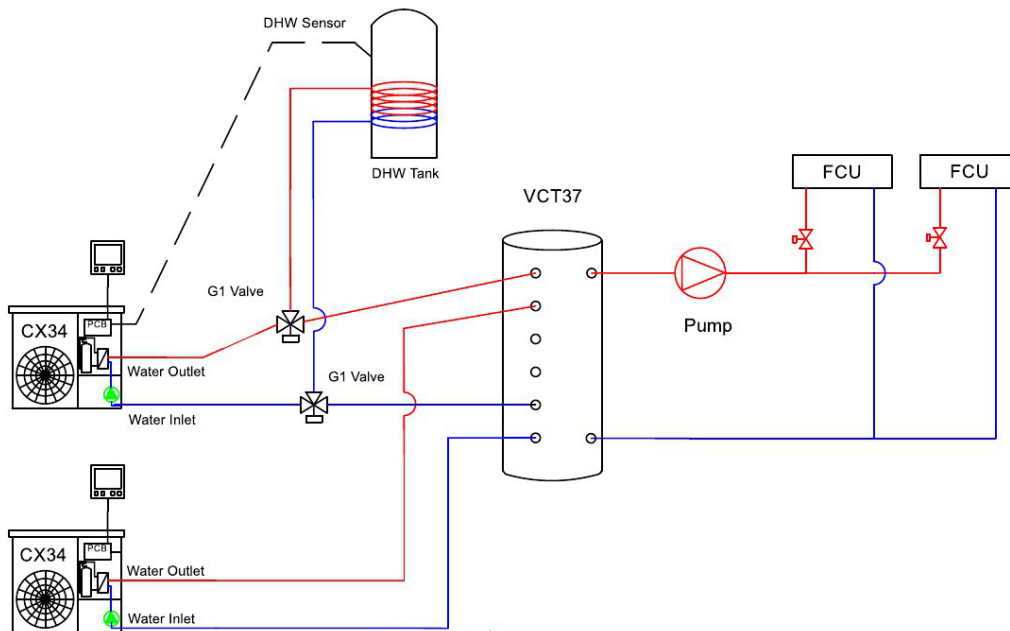 DHW Sensor
DHW Tank
VCT37
FCU
FCU
G1 Valve
Pump
PCB
CX34
Water Outlet
G1 Valve
Water Inlet
PCB
CX34
Water Outlet
Water Inlet